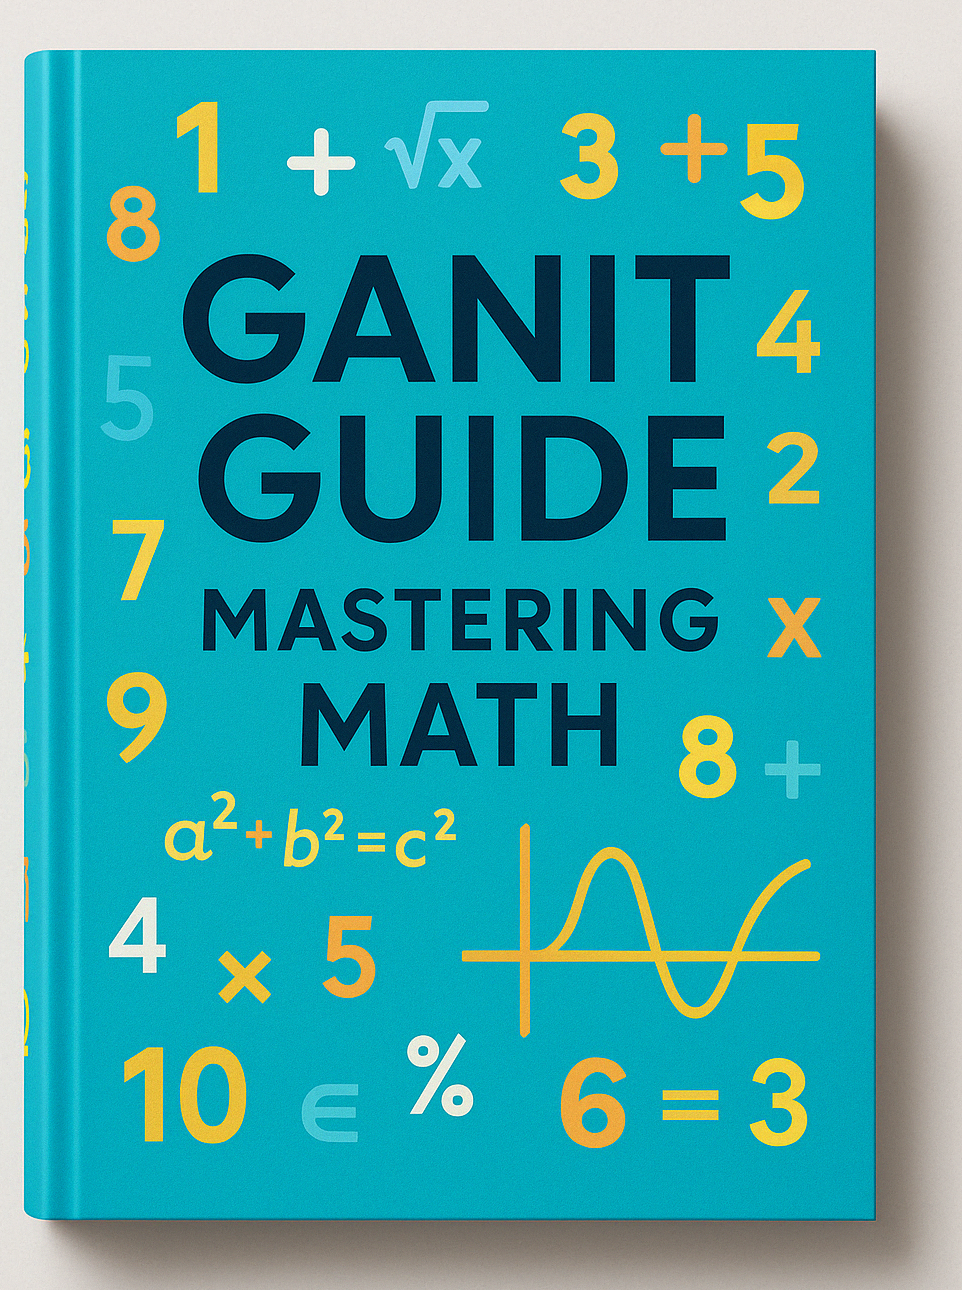 1 + √x 3 + 5
8
GANIT
4
5
GUIDE
2
7
MASTERING
x
9
MATH
8 +
a² + b² = c²
4 × 5
10 ∈ % 6 = 3